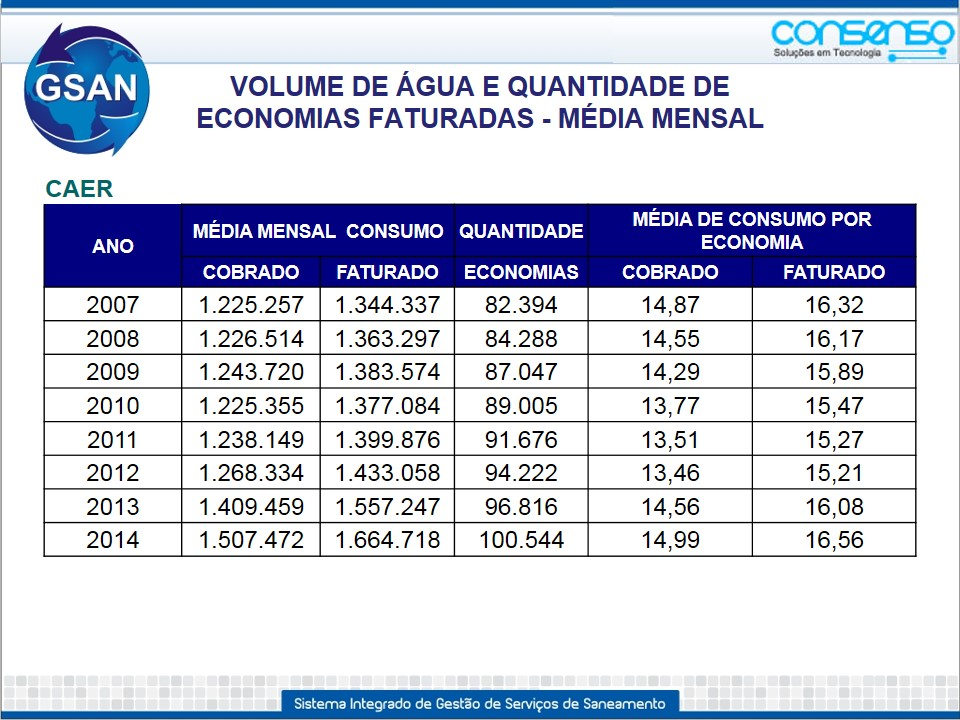 GSAN
consenso
Soluções em Tecnologia
VOLUME DE ÁGUA E QUANTIDADE DE
ECONOMIAS FATURADAS - MÉDIA MENSAL
CAER
ANO MÉDIA MENSAL CONSUMO QUANTIDADE MÉDIA DE CONSUMO POR ECONOMIA
COBRADO FATURADO ECONOMIAS COBRADO FATURADO
2007 1.225.257 1.344.337 82.394 14,87 16,32
2008 1.226.514 1.363.297 84.288 14,55 16,17
2009 1.243.720 1.383.574 87.047 14,29 15,89
2010 1.225.355 1.377.084 89.005 13,77 15,47
2011 1.238.149 1.399.876 91.676 13,51 15,27
2012 1.268.334 1.433.058 94.222 13,46 15,21
2013 1.409.459 1.557.247 96.816 14,56 16,08
2014 1.507.472 1.664.718 100.544 14,99 16,56
Sistema Integrado de Gestão de Serviços de Saneamento